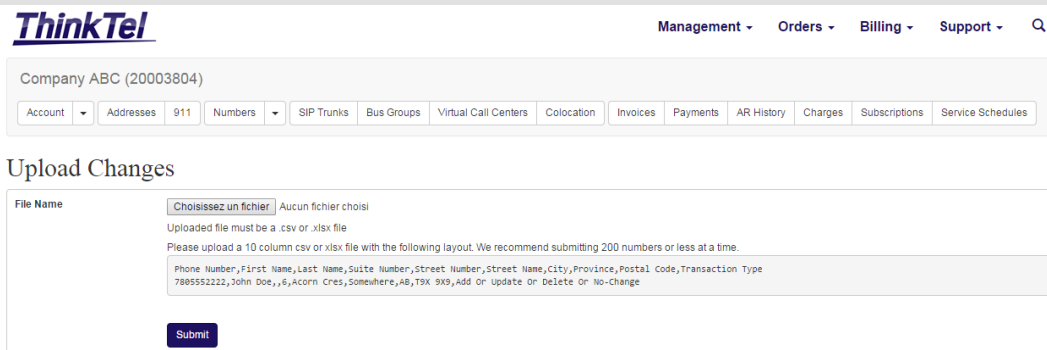 ThinkTel Management Orders Billing Support
Company ABC (20003804)
Account Addresses 911 Numbers SIP Trunks Bus Groups Virtual Call Centers Colocation Invoices Payments AR History Charges Subscriptions Service Schedules
Upload Changes
File Name Choisissez un fichier Aucun fichier choisi
Uploaded file must be a .csv or .xlsx file
Please upload a 10 column csv or xlsx file with the following layout. We recommend submitting 200 numbers or less at a time.
Phone Number,First Name,Last Name,Suite Number,Street Number,Street Name,City,Province,Postal Code,Transaction Type
7805552222,John Doe,,6,Acorn Cres,Somewhere,AB,T9X 9X9,Add Or Update Or Delete Or No-Change
Submit